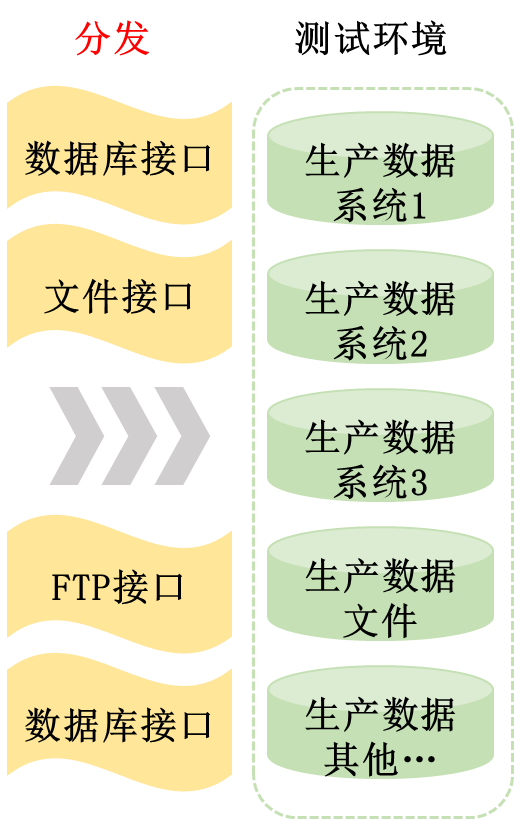 分发
测试环境
数据库接口
生产数据
系统1
文件接口
生产数据
系统2
生产数据
系统3
FTP接口
生产数据
文件
数据库接口
生产数据
其他…